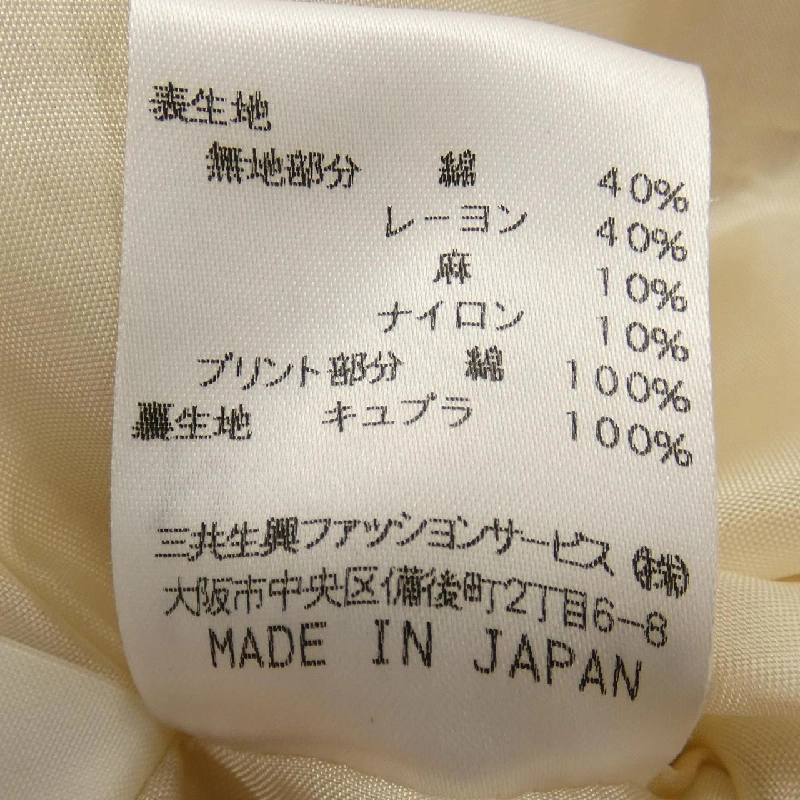 表生地
無地部分 綿 40%
レーヨン 40%
麻 10%
ナイロン 10%
プリント部分 綿 100%
裏生地 キュプラ 100%
三共生興ファッションサービス ㈱
大阪市中央区備後町2丁目6-8
MADE IN JAPAN